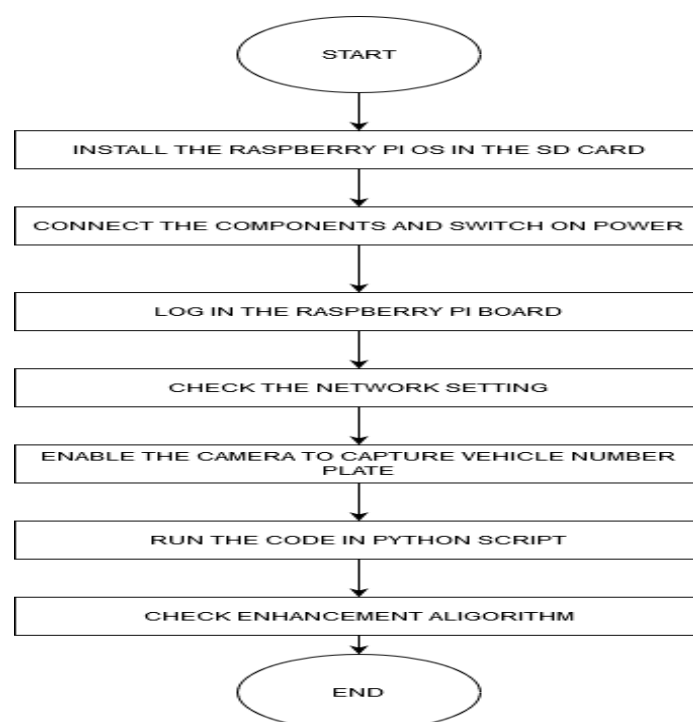 START
INSTALL THE RASPBERRY PI OS IN THE SD CARD
CONNECT THE COMPONENTS AND SWITCH ON POWER
LOG IN THE RASPBERRY PI BOARD
CHECK THE NETWORK SETTING
ENABLE THE CAMERA TO CAPTURE VEHICLE NUMBER
PLATE
RUN THE CODE IN PYTHON SCRIPT
CHECK ENHANCEMENT ALIGORITHM
END